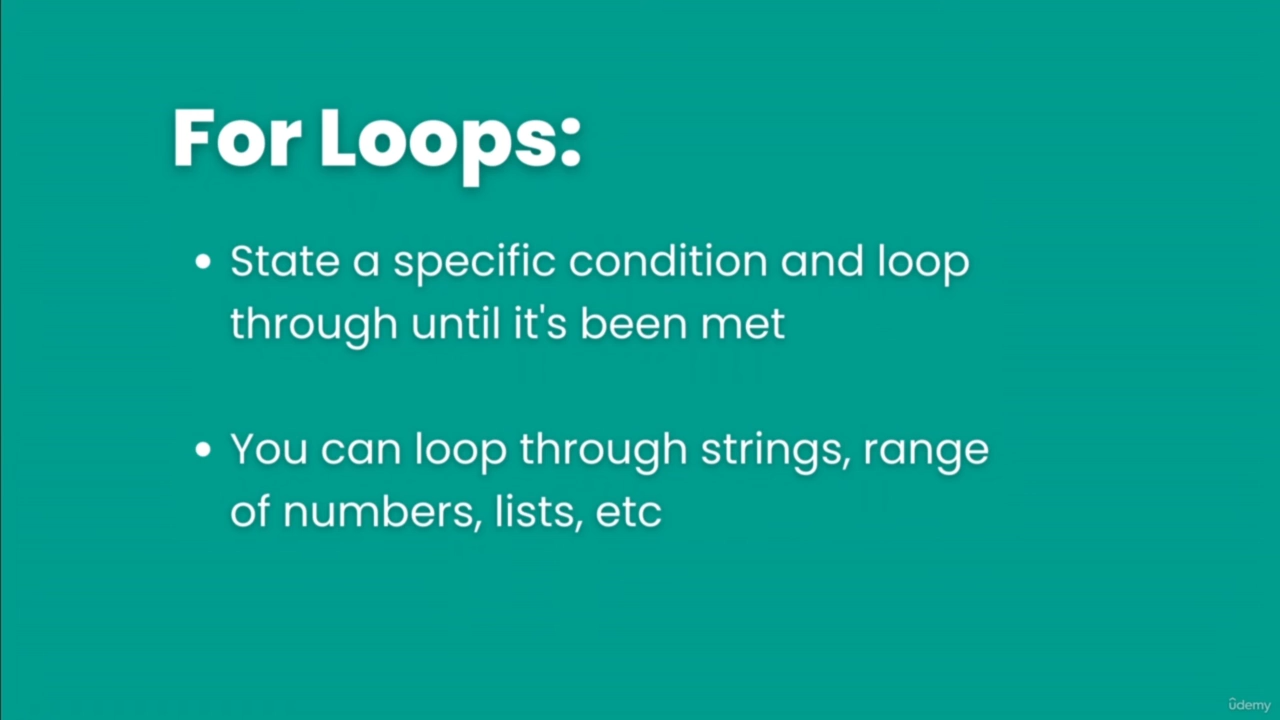 For Loops:
• State a specific condition and loop
through until it's been met
• You can loop through strings, range
of numbers, lists, etc
ûdemy